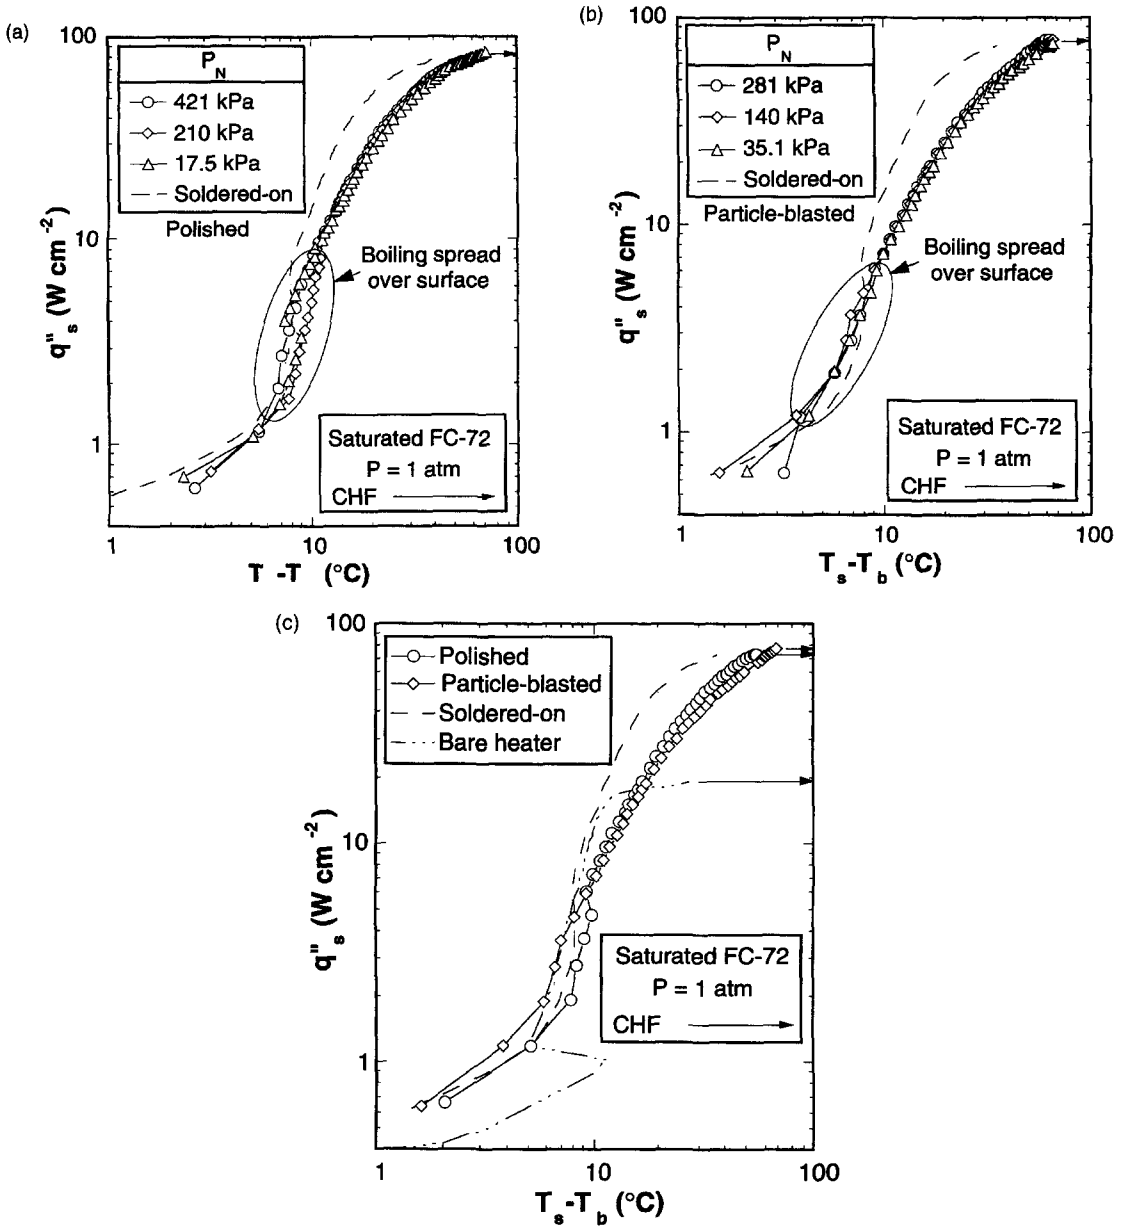 (a)
100
10
1
q"s (W cm -2)
PN
421 kPa
210 kPa
17.5 kPa
Soldered-on
Polished
Boiling spread
over surface
Saturated FC-72
P = 1 atm
CHF
1
10
100
T -T (°C)
(b)
100
10
1
q"s (W cm -2)
PN
281 kPa
140 kPa
35.1 kPa
Soldered-on
Particle-blasted
Boiling spread
over surface
Saturated FC-72
P = 1 atm
CHF
1
10
100
Ts-Tb (°C)
(c)
100
10
1
q"s (W cm -2)
Polished
Particle-blasted
Soldered-on
Bare heater
Saturated FC-72
P = 1 atm
CHF
1
10
100
Ts-Tb (°C)